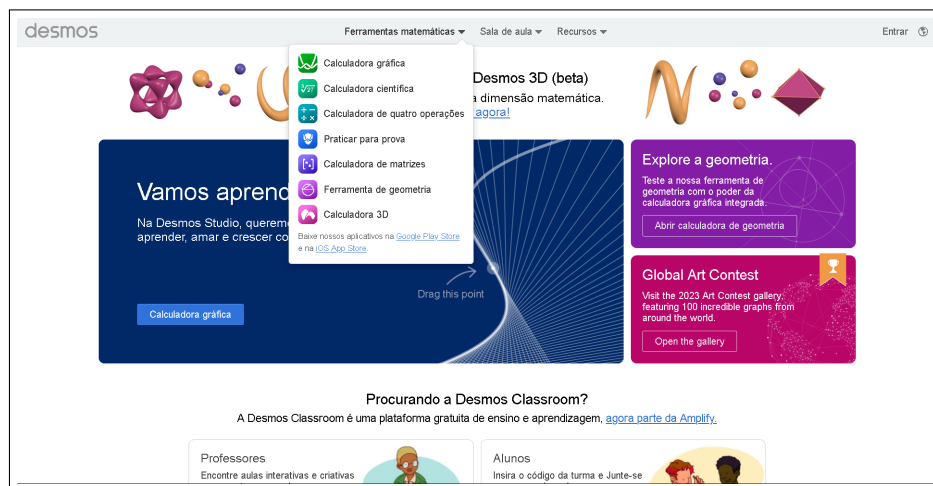 desmos
Ferramentas matemáticas
Sala de aula
Recursos
Entrar
Calculadora gráfica
Calculadora científica
Calculadora de quatro operações
Praticar para prova
Calculadora de matrizes
Ferramenta de geometria
Calculadora 3D
Baixe nossos aplicativos na Google Play Store
e na iOS App Store.
Desmos 3D (beta)
dimensão matemática.
agora!
Vamos aprend
Na Desmos Studio, querem
aprender, amar e crescer co
Calculadora gráfica
Drag this point
Explore a geometria.
Teste a nossa ferramenta de
geometria com o poder da
calculadora gráfica integrada.
Abrir calculadora de geometria
Global Art Contest
Visit the 2023 Art Contest gallery,
featuring 100 incredible graphs from
around the world.
Open the gallery
Procurando a Desmos Classroom?
A Desmos Classroom é uma plataforma gratuita de ensino e aprendizagem, agora parte da Amplify.
Professores
Encontre aulas interativas e criativas
Alunos
Insira o código da turma e Junte-se